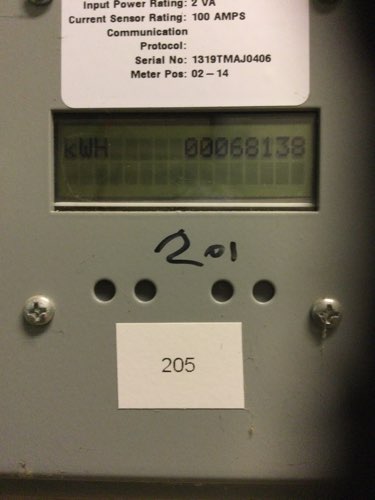 Input Power Rating: 2 VA
Current Sensor Rating: 100 AMPS
Communication
Protocol:
Serial No: 1319TMAJ0406
Meter Pos: 02 – 14
kWH 00068138
201
205